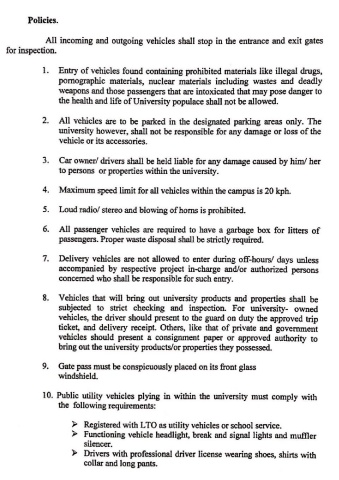 Policies.
All incoming and outgoing vehicles shall stop in the entrance and exit gates
for inspection.
1. Entry of vehicles found containing prohibited materials like illegal drugs,
pornographic materials, nuclear materials including wastes and deadly
weapons and those passengers that are intoxicated that may pose danger to
the health and life of University populace shall not be allowed.
2. All vehicles are to be parked in the designated parking areas only. The
university however, shall not be responsible for any damage or loss of the
vehicle or its accessories.
3. Car owner/ drivers shall be held liable for any damage caused by him/ her
to persons or properties within the university.
4. Maximum speed limit for all vehicles within the campus is 20 kph.
5. Loud radio/ stereo and blowing of horns is prohibited.
6. All passenger vehicles are required to have a garbage box for litters of
passengers. Proper waste disposal shall be strictly required.
7. Delivery vehicles are not allowed to enter during off-hours/ days unless
accompanied by respective project in-charge and/or authorized persons
concerned who shall be responsible for such entry.
8. Vehicles that will bring out university products and properties shall be
subjected to strict checking and inspection. For university- owned
vehicles, the driver should present to the guard on duty the approved trip
ticket, and delivery receipt. Others, like that of private and government
vehicles should present a consignment paper or approved authority to
bring out the university products/or properties they possessed.
9. Gate pass must be conspicuously placed on its front glass
windshield.
10. Public utility vehicles plying in within the university must comply with
the following requirements:
➢ Registered with LTO as utility vehicles or school service.
➢ Functioning vehicle headlight, break and signal lights and muffler
silencer.
➢ Drivers with professional driver license wearing shoes, shirts with
collar and long pants.